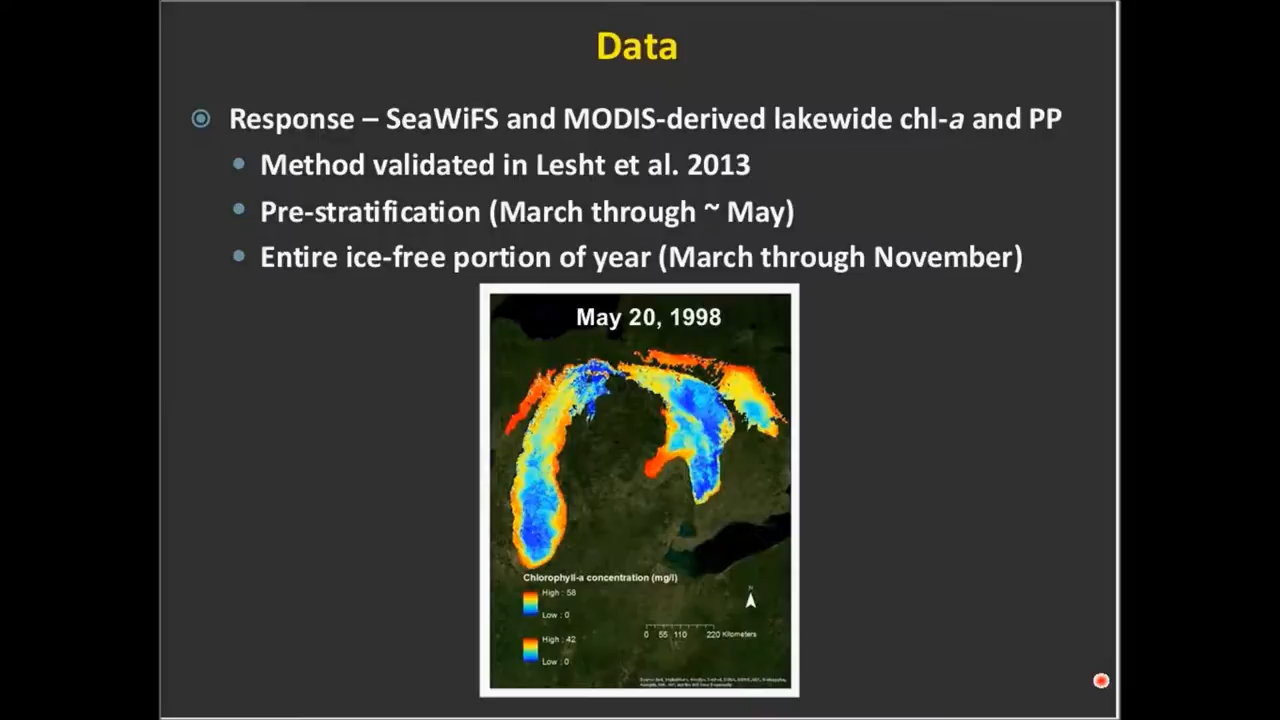 Data
Response – SeaWiFS and MODIS-derived lakewide chl-a and PP
Method validated in Lesht et al. 2013
Pre-stratification (March through ~ May)
Entire ice-free portion of year (March through November)
May 20, 1998
Chlorophyll-a concentration (mg/l)
High : 58
Low : 0
High : 42
Low : 0
N
0 55 110 220 Kilometers